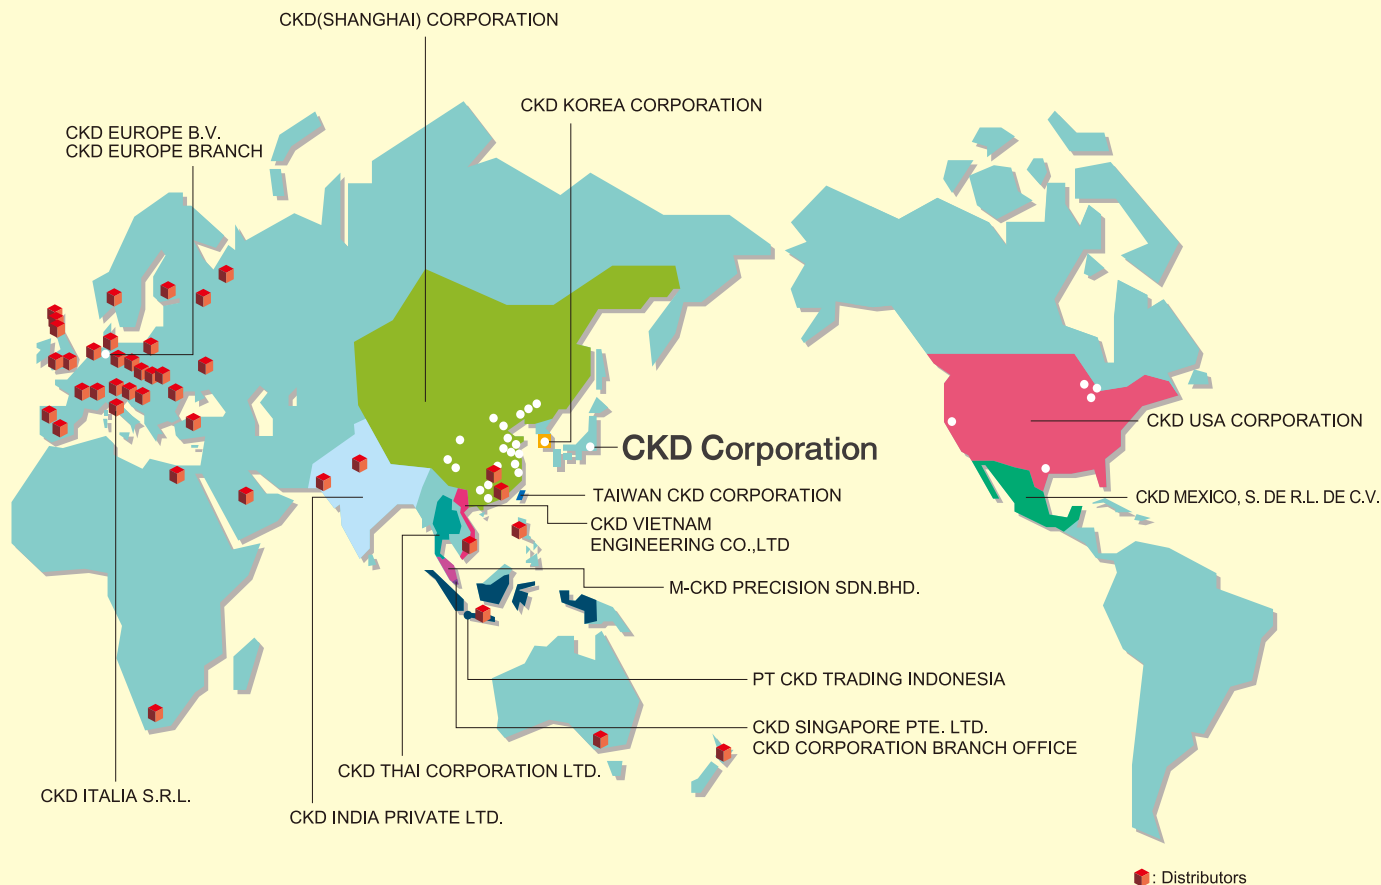 CKD(SHANGHAI) CORPORATION
CKD KOREA CORPORATION
CKD EUROPE B.V.
CKD EUROPE BRANCH
CKD USA CORPORATION
CKD Corporation
TAIWAN CKD CORPORATION
CKD MEXICO, S. DE R.L. DE C.V.
CKD VIETNAM
ENGINEERING CO.,LTD
M-CKD PRECISION SDN.BHD.
PT CKD TRADING INDONESIA
CKD SINGAPORE PTE. LTD.
CKD CORPORATION BRANCH OFFICE
CKD THAI CORPORATION LTD.
CKD ITALIA S.R.L.
CKD INDIA PRIVATE LTD.
: Distributors